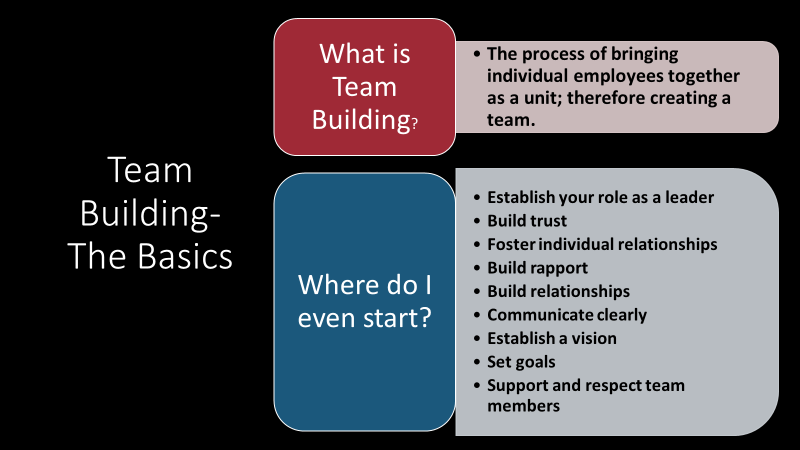 Team
Building-
The Basics
What is
Team
Building?
• The process of bringing
individual employees together
as a unit; therefore creating a
team.
Where do I
even start?
• Establish your role as a leader
• Build trust
• Foster individual relationships
• Build rapport
• Build relationships
• Communicate clearly
• Establish a vision
• Set goals
• Support and respect team
members